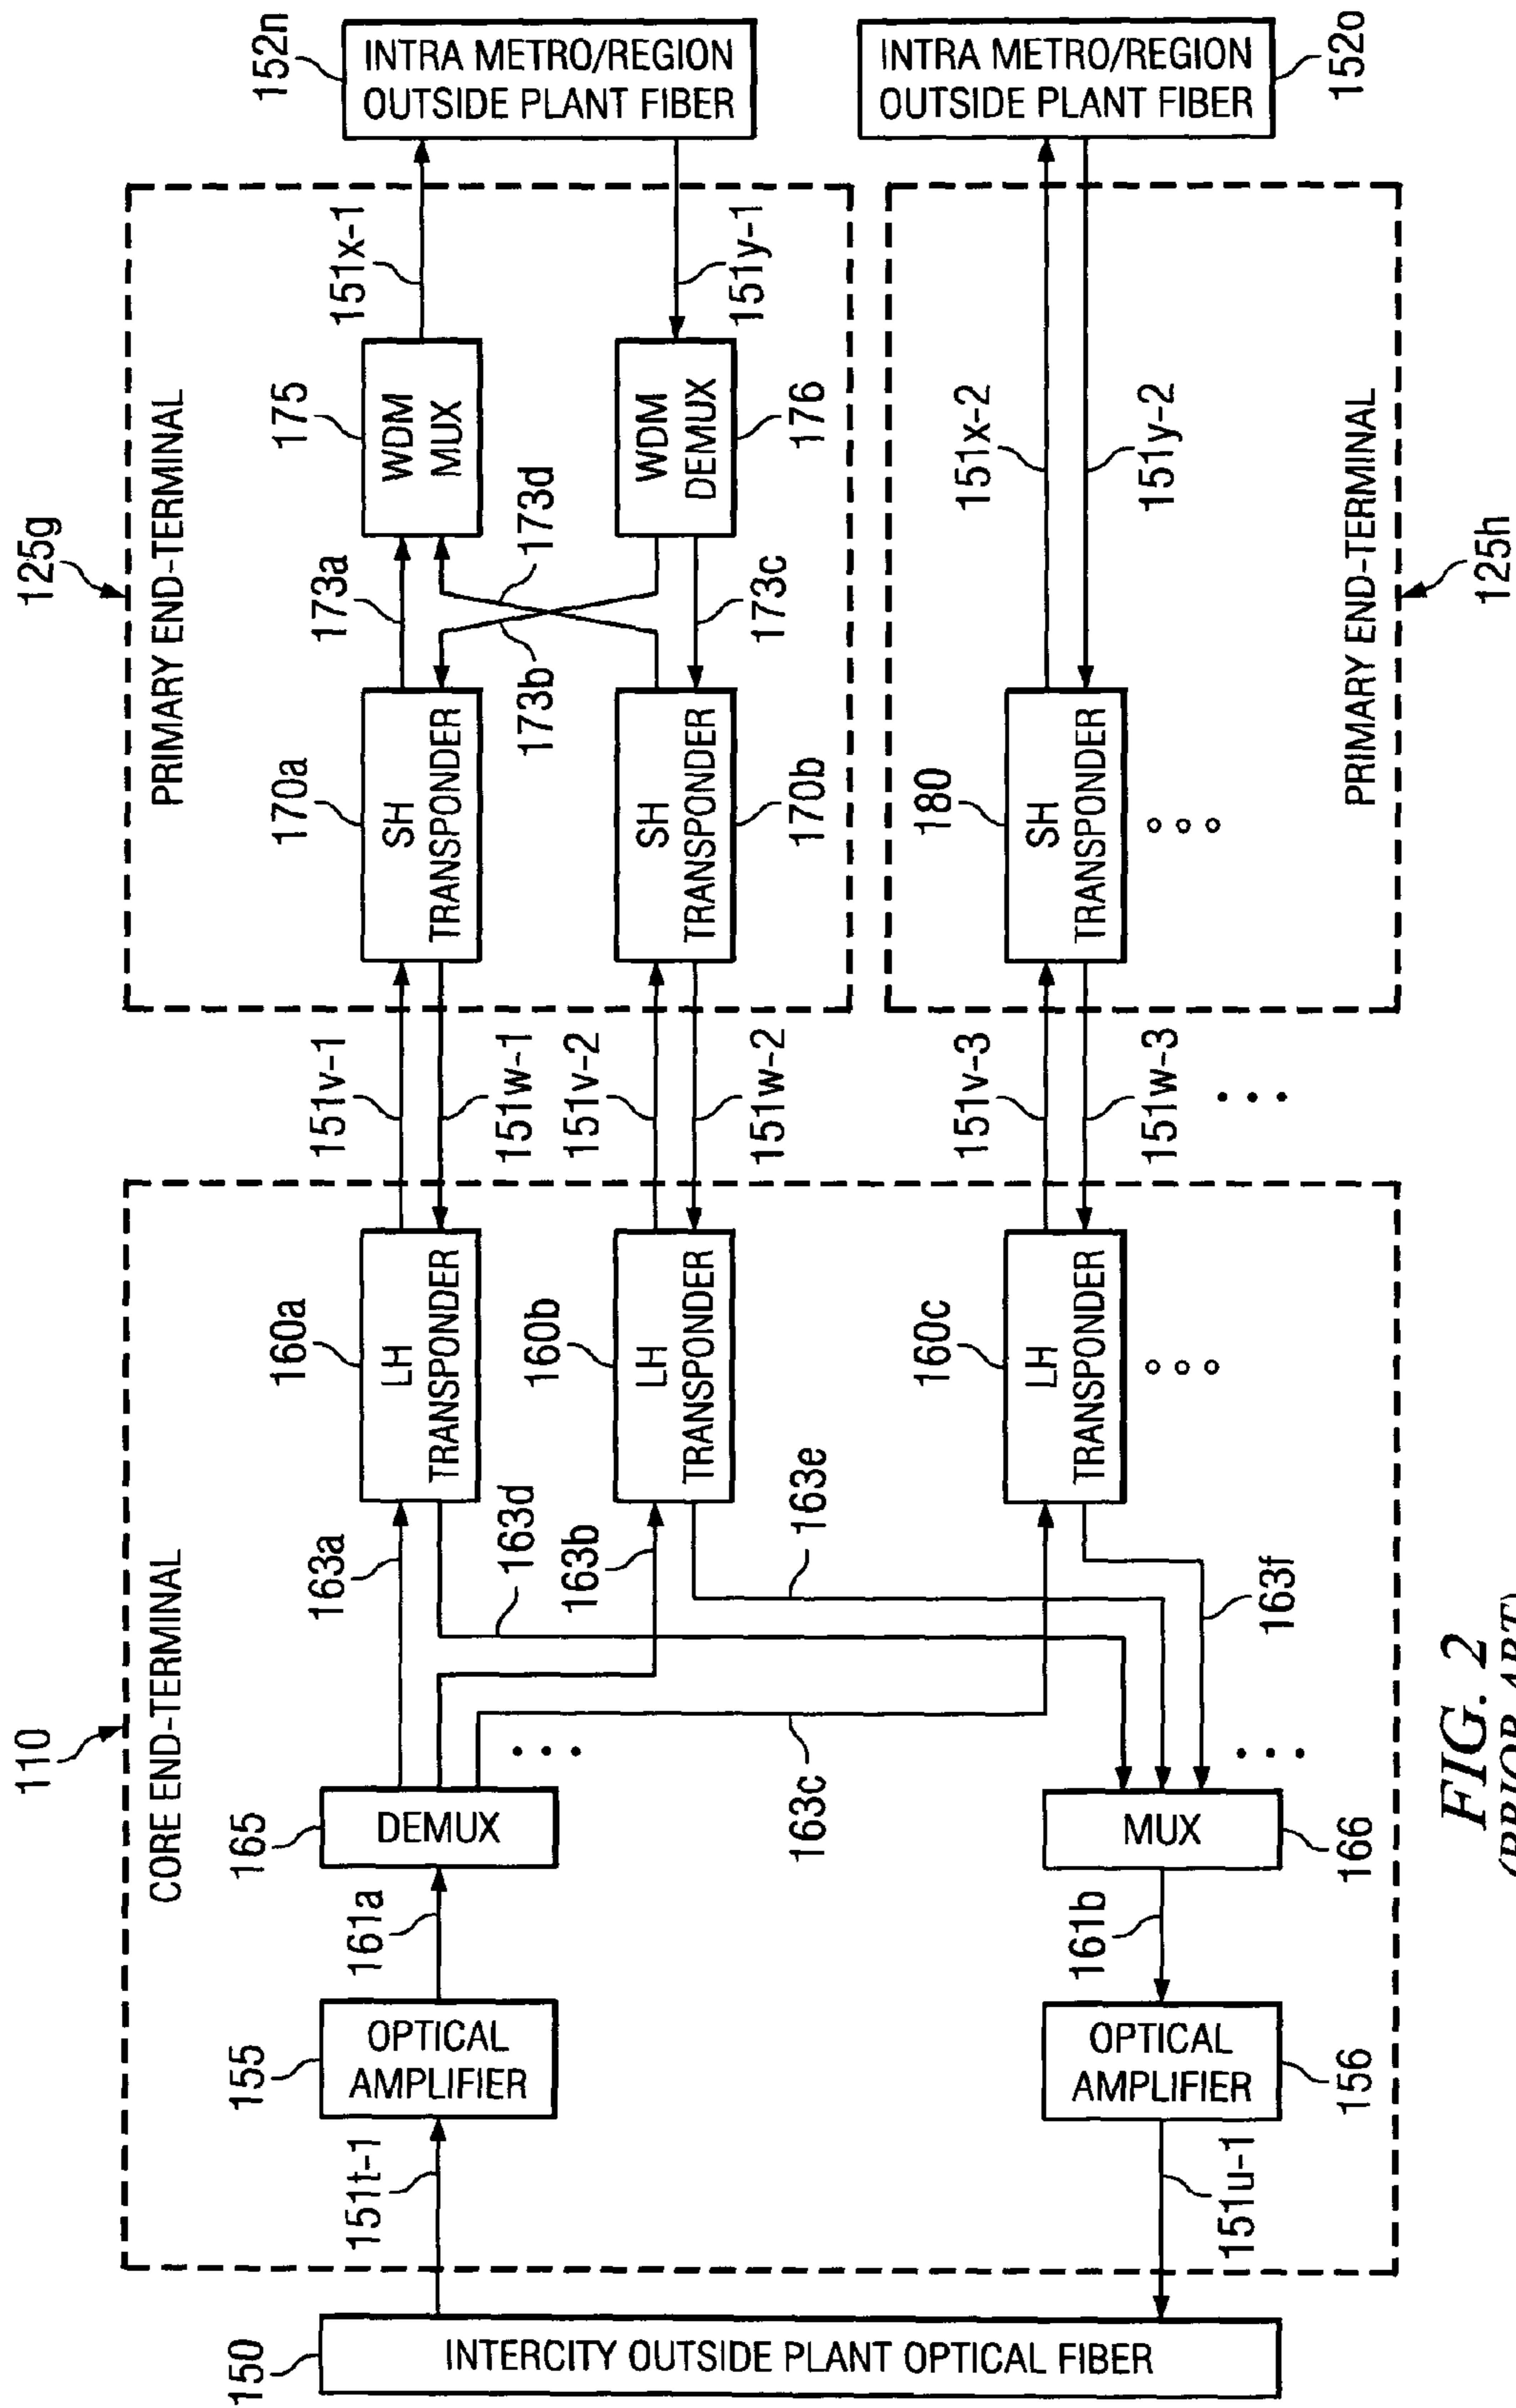 110
CORE END-TERMINAL
150
INTERCITY OUTSIDE PLANT OPTICAL FIBER
151t-1
155
OPTICAL
AMPLIFIER
161a
165
DEMUX
163a
163d
163b
163e
163c
163f
160a
LH
TRANSPONDER
160b
LH
TRANSPONDER
160c
LH
TRANSPONDER
MUX
166
161b
OPTICAL
AMPLIFIER
156
151u-1
151v-1
151w-1
151v-2
151w-2
151v-3
151w-3
125g
PRIMARY END-TERMINAL
170a
SH
TRANSPONDER
SH
TRANSPONDER
170b
173a
173b
173d
173c
175
WDM
MUX
WDM
DEMUX
176
151x-1
151y-1
152n
INTRA METRO/REGION
OUTSIDE PLANT FIBER
180
SH
TRANSPONDER
151x-2
151y-2
PRIMARY END-TERMINAL
125h
INTRA METRO/REGION
OUTSIDE PLANT FIBER
152o
FIG. 2
(PRIOR ART)